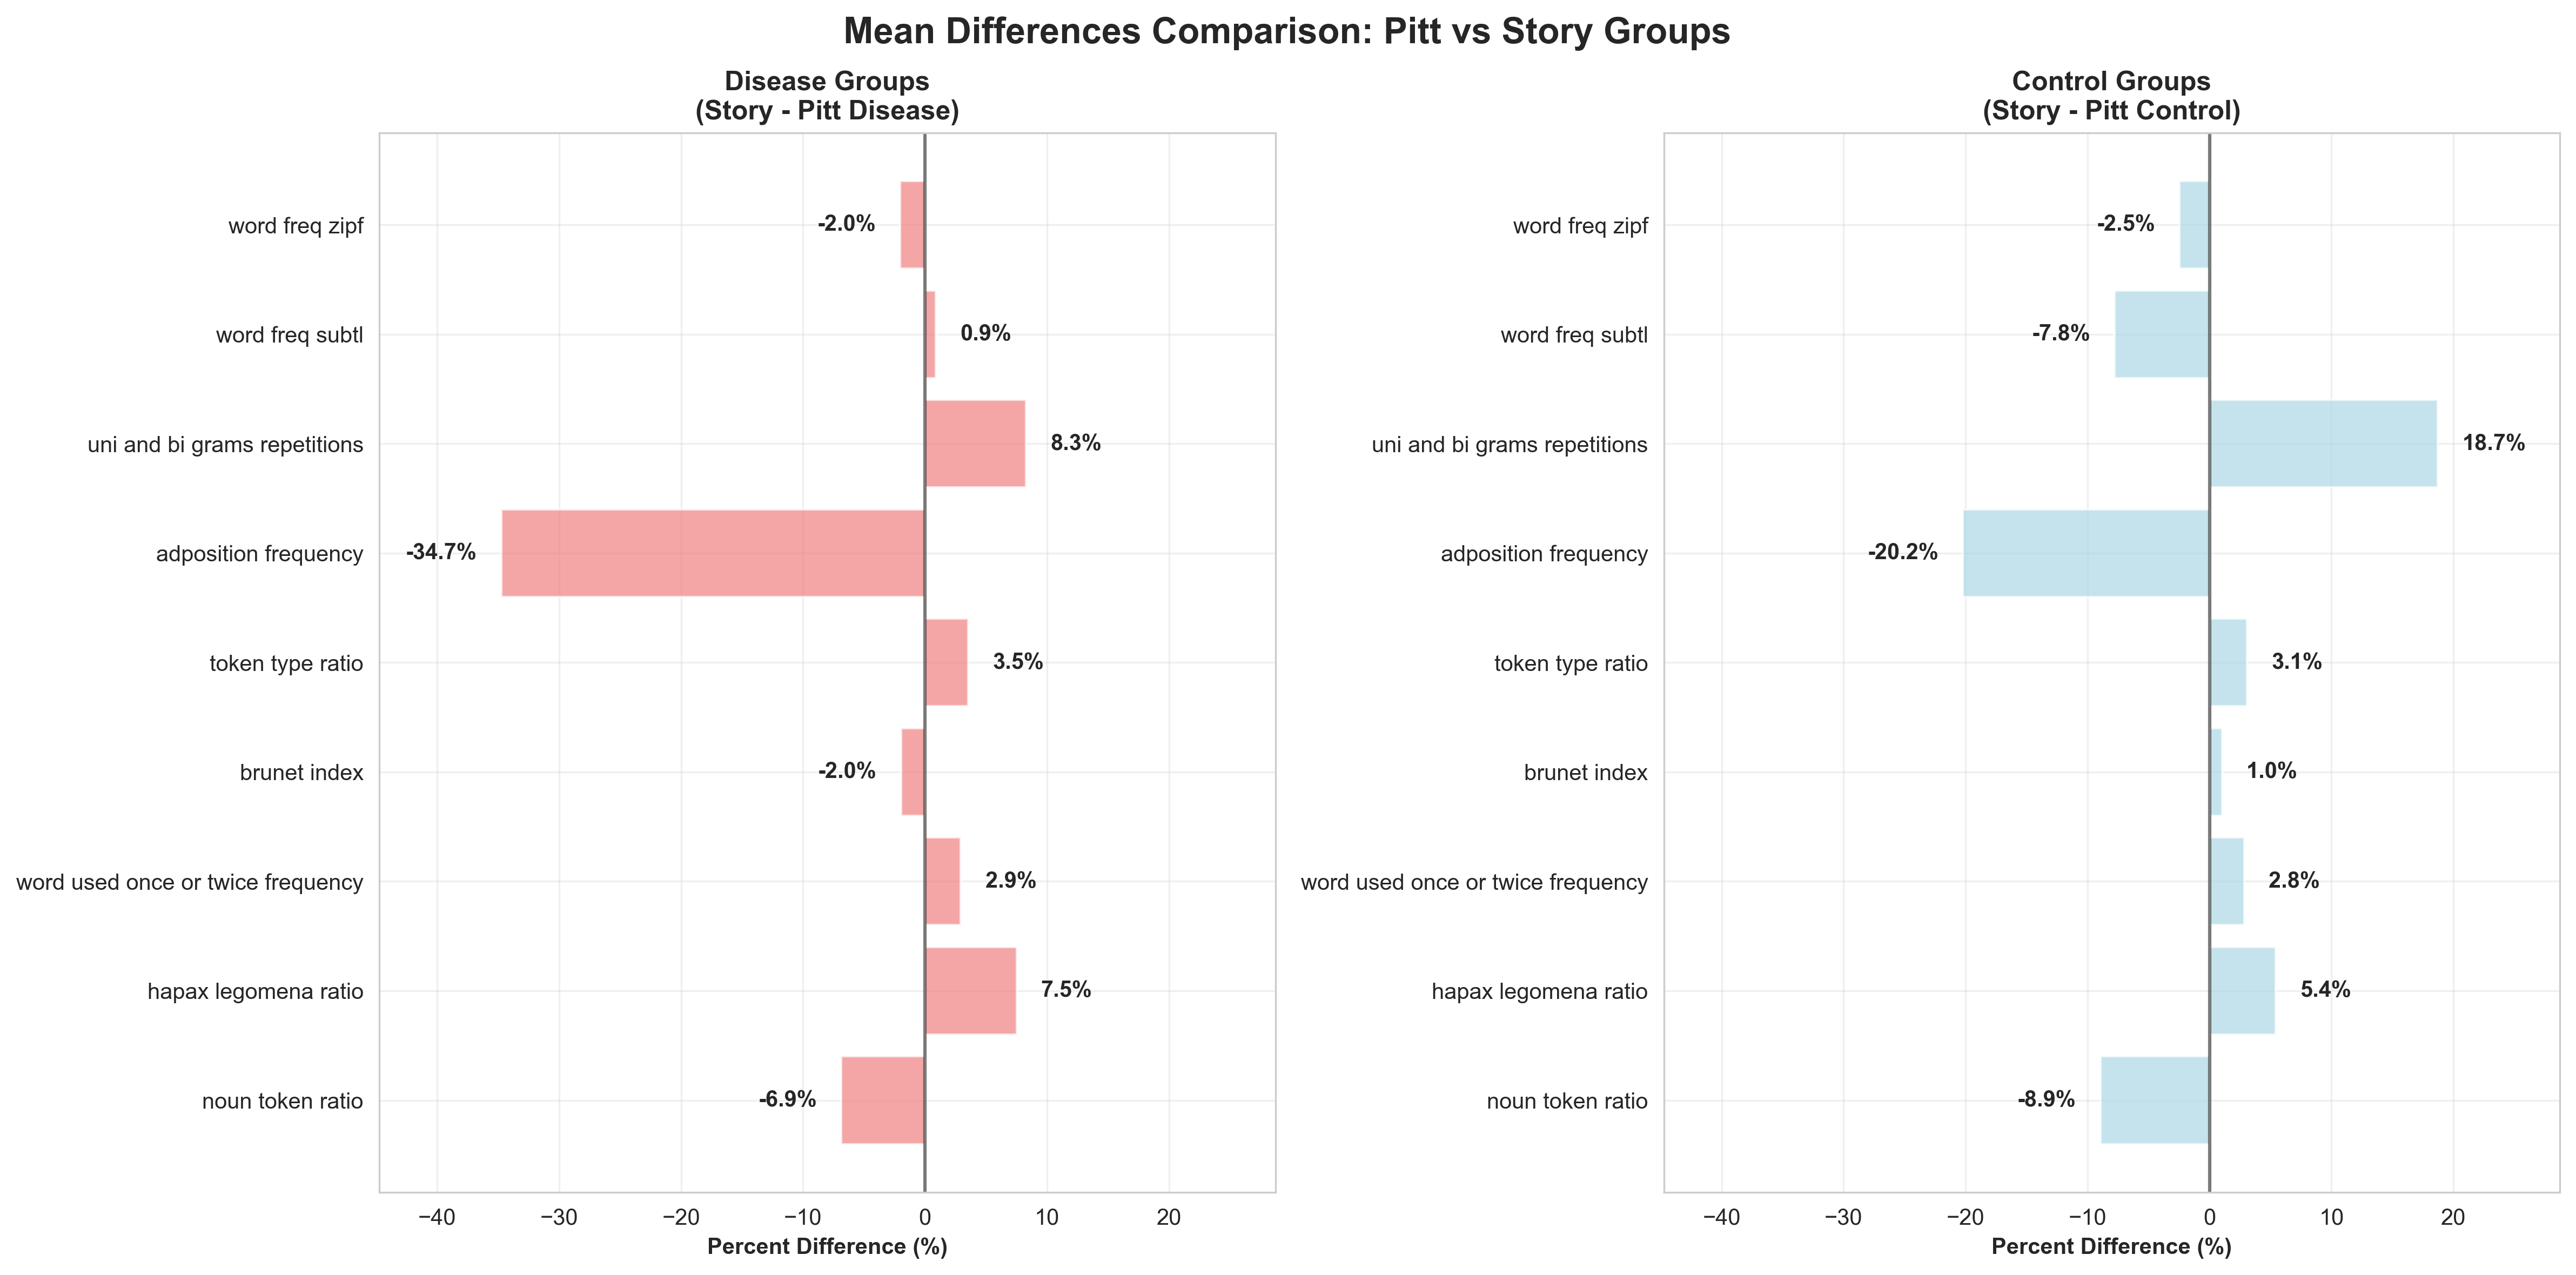 Mean Differences Comparison: Pitt vs Story Groups
Disease Groups
(Story - Pitt Disease)
word freq zipf
-2.0%
word freq subtl
0.9%
uni and bi grams repetitions
8.3%
adposition frequency
-34.7%
token type ratio
3.5%
brunet index
-2.0%
word used once or twice frequency
2.9%
hapax legomena ratio
7.5%
noun token ratio
-6.9%
−40 −30 −20 −10 0 10 20
Percent Difference (%)
Control Groups
(Story - Pitt Control)
word freq zipf
-2.5%
word freq subtl
-7.8%
uni and bi grams repetitions
18.7%
adposition frequency
-20.2%
token type ratio
3.1%
brunet index
1.0%
word used once or twice frequency
2.8%
hapax legomena ratio
5.4%
noun token ratio
-8.9%
−40 −30 −20 −10 0 10 20
Percent Difference (%)